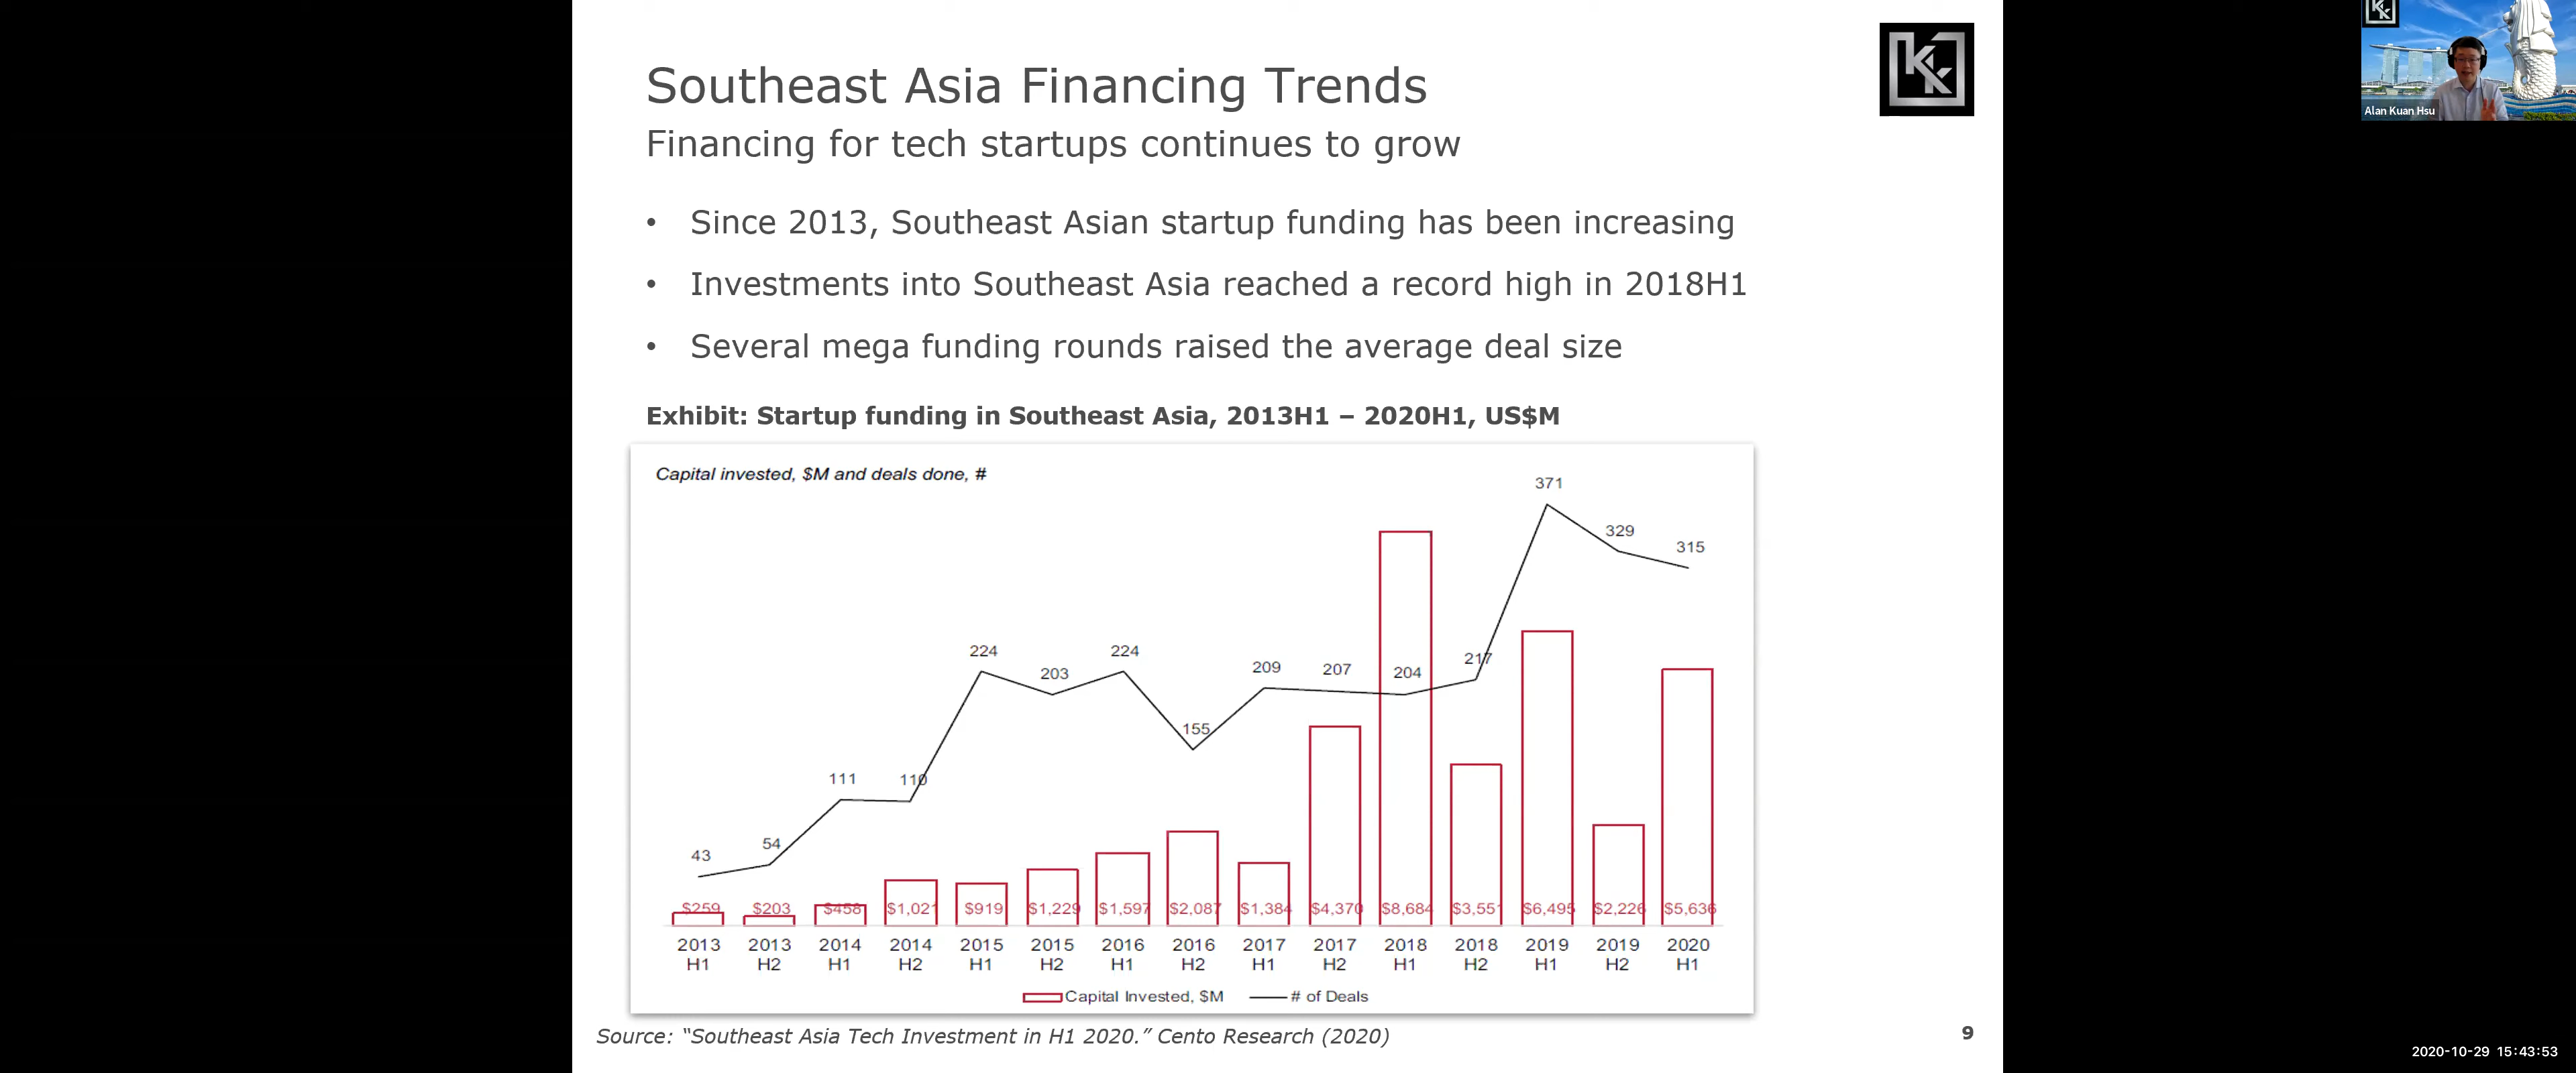 Southeast Asia Financing Trends
Financing for tech startups continues to grow
• Since 2013, Southeast Asian startup funding has been increasing
• Investments into Southeast Asia reached a record high in 2018H1
• Several mega funding rounds raised the average deal size
Exhibit: Startup funding in Southeast Asia, 2013H1 – 2020H1, US$M
Capital invested, $M and deals done, #
43 54 111 110 224 203 224 155 209 207 204 217 371 329 315
$259 $203 $458 $1,021 $919 $1,229 $1,597 $2,087 $1,384 $4,370 $8,684 $3,551 $6,495 $2,226 $5,636
2013 2013 2014 2014 2015 2015 2016 2016 2017 2017 2018 2018 2019 2019 2020
H1 H2 H1 H2 H1 H2 H1 H2 H1 H2 H1 H2 H1 H2 H1
Capital Invested, $M # of Deals
Source: “Southeast Asia Tech Investment in H1 2020.” Cento Research (2020)
9
KK
KK
Alan Kuan Hsu
2020-10-29 15:43:53